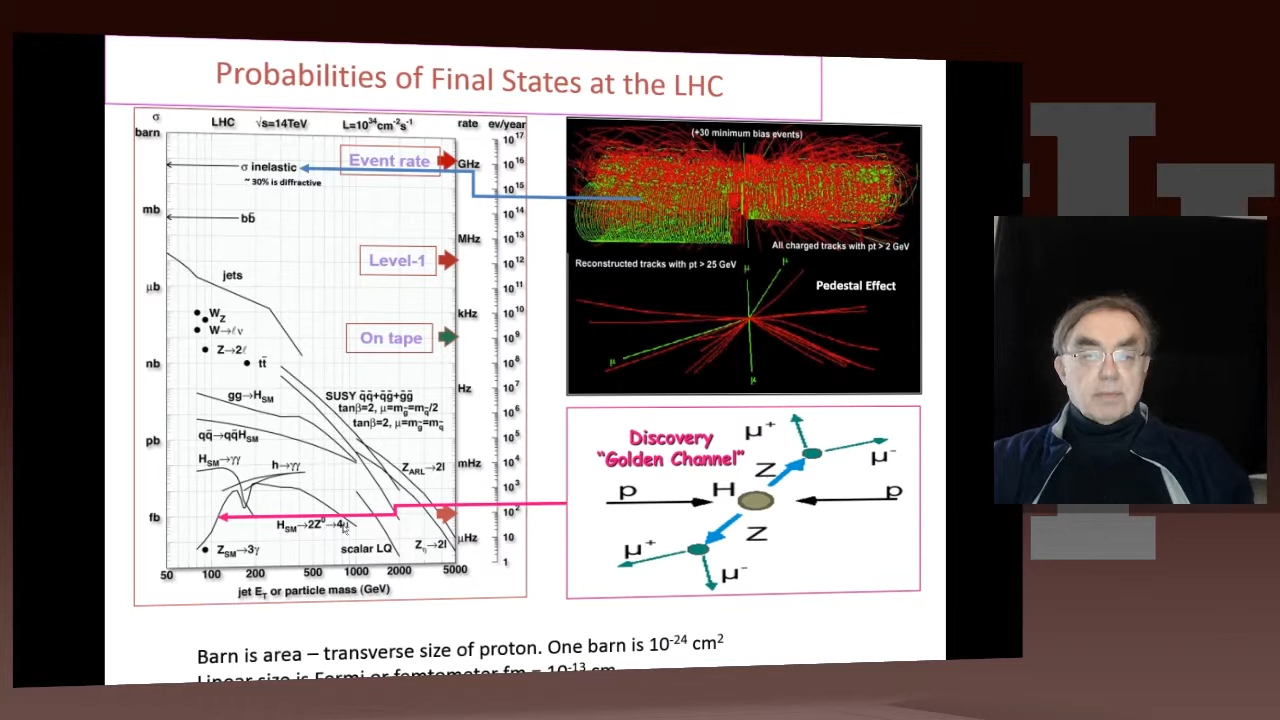 Probabilities of Final States at the LHC
σ LHC √s=14TeV L=10³⁴cm⁻²s⁻¹ rate ev/year
barn
10¹⁷
GHz
10¹⁶
Event rate
σ inelastic
~ 30% is diffractive
10¹⁵
mb
bb̄
10¹⁴
MHz
10¹³
Level-1
10¹²
jets
μb
10¹¹
W
Z
kHz
10¹⁰
W→ℓν
On tape
10⁹
Z→2ℓ
nb
tt̄
10⁸
Hz
10⁷
gg→H_SM
SUSY q̃q̃+q̃g̃+g̃g̃
tanβ=2, μ=m_g̃=m_q̃/2
tanβ=2, μ=m_g̃=m_q̃
10⁶
qq̄→qq̄H_SM
pb
10⁵
H_SM→γγ
h→γγ
Z_ARL→2l
mHz
10⁴
10³
fb
10²
H_SM→2Z⁰→4μ
μHz
10
Z_SM→3γ
scalar LQ
Z_η→2l
1
50 100 200 500 1000 2000 5000
jet E_T or particle mass (GeV)
(+30 minimum bias events)
All charged tracks with pt > 2 GeV
Reconstructed tracks with pt > 25 GeV
Pedestal Effect
μ
μ
μ
μ
Discovery
"Golden Channel"
μ⁺
μ⁻
Z
p
H
p
Z
μ⁺
μ⁻
Barn is area – transverse size of proton. One barn is 10⁻²⁴ cm²
Linear size is Fermi or femtometer fm = 10⁻¹³ cm